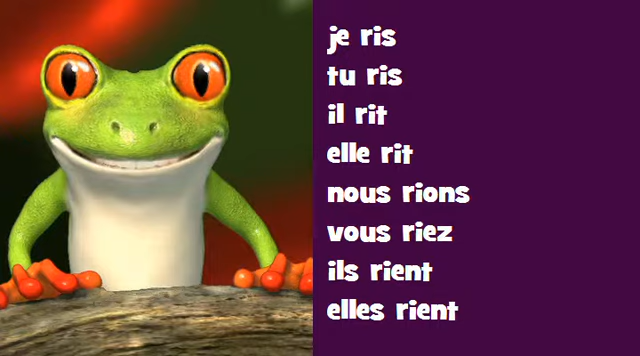 je ris
tu ris
il rit
elle rit
nous rions
vous riez
ils rient
elles rient